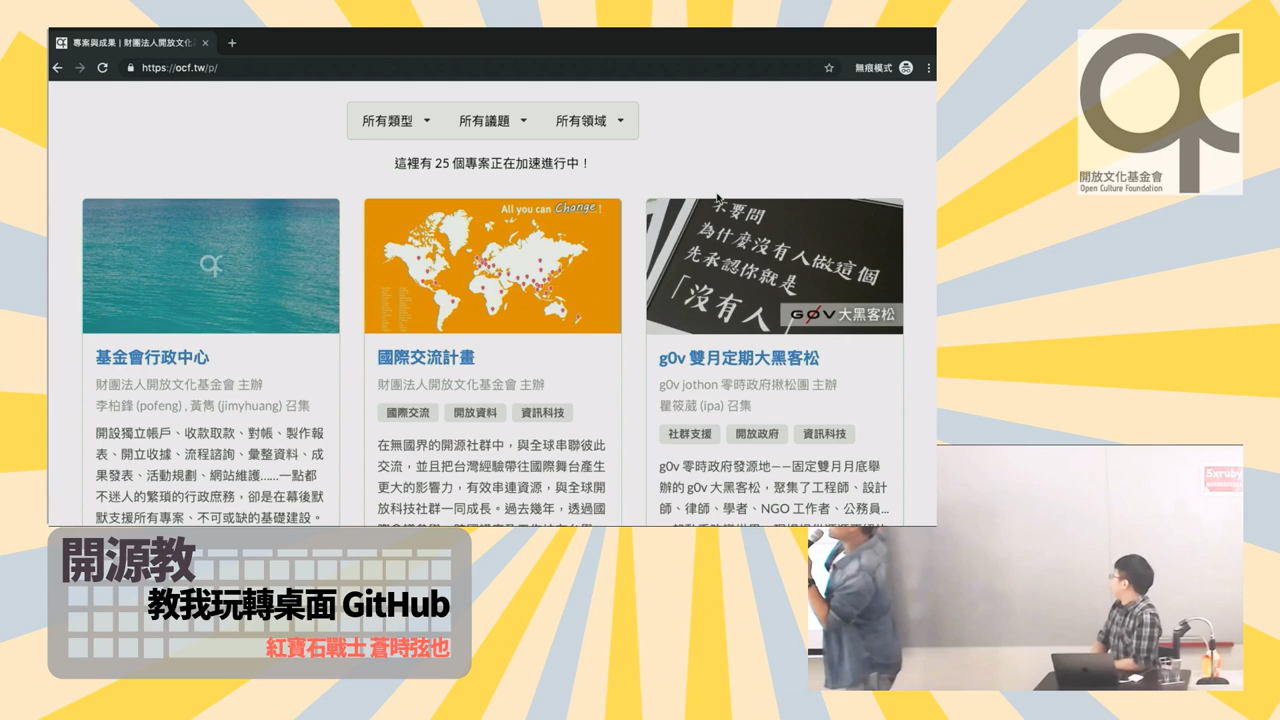 專案與成果 | 財團法人開放文化
https://ocf.tw/p/
無痕模式
所有類型
所有議題
所有領域
這裡有 25 個專案正在加速進行中！
基金會行政中心
財團法人開放文化基金會 主辦
李柏鋒 (pofeng) , 黃雋 (jimyhuang) 召集
開設獨立帳戶、收款取款、對帳、製作報
表、開立收據、流程諮詢、彙整資料、成
果發表、活動規劃、網站維護......一點都
不迷人的繁瑣的行政庶務，卻是在幕後默
默支援所有專案、不可或缺的基礎建設。
All you can Change !
國際交流計畫
財團法人開放文化基金會 主辦
國際交流
開放資料
資訊科技
在無國界的開源社群中，與全球串聯彼此
交流，並且把台灣經驗帶往國際舞台產生
更大的影響力，有效串連資源，與全球開
放科技社群一同成長。過去幾年，透過國
不要問
為什麼沒有人做這個
先承認你就是
「沒有人」
G0V 大黑客松
g0v 雙月定期大黑客松
g0v jothon 零時政府揪松團 主辦
瞿筱葳 (ipa) 召集
社群支援
開放政府
資訊科技
g0v 零時政府發源地——固定雙月月底舉
辦的 g0v 大黑客松，聚集了工程師、設計
師、律師、學者、NGO 工作者、公務員...
開放文化基金會
Open Culture Foundation
5xruby
開源教
教我玩轉桌面 GitHub
紅寶石戰士 蒼時弦也